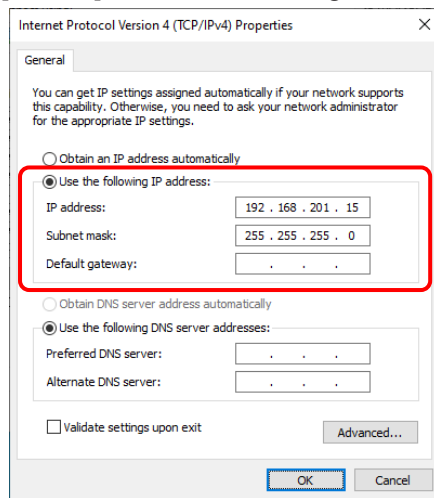 Internet Protocol Version 4 (TCP/IPv4) Properties
General
You can get IP settings assigned automatically if your network supports
this capability. Otherwise, you need to ask your network administrator
for the appropriate IP settings.
Obtain an IP address automatically
Use the following IP address:
IP address: 192 . 168 . 201 . 15
Subnet mask: 255 . 255 . 255 . 0
Default gateway: . . .
Obtain DNS server address automatically
Use the following DNS server addresses:
Preferred DNS server: . . .
Alternate DNS server: . . .
Validate settings upon exit
Advanced...
OK Cancel